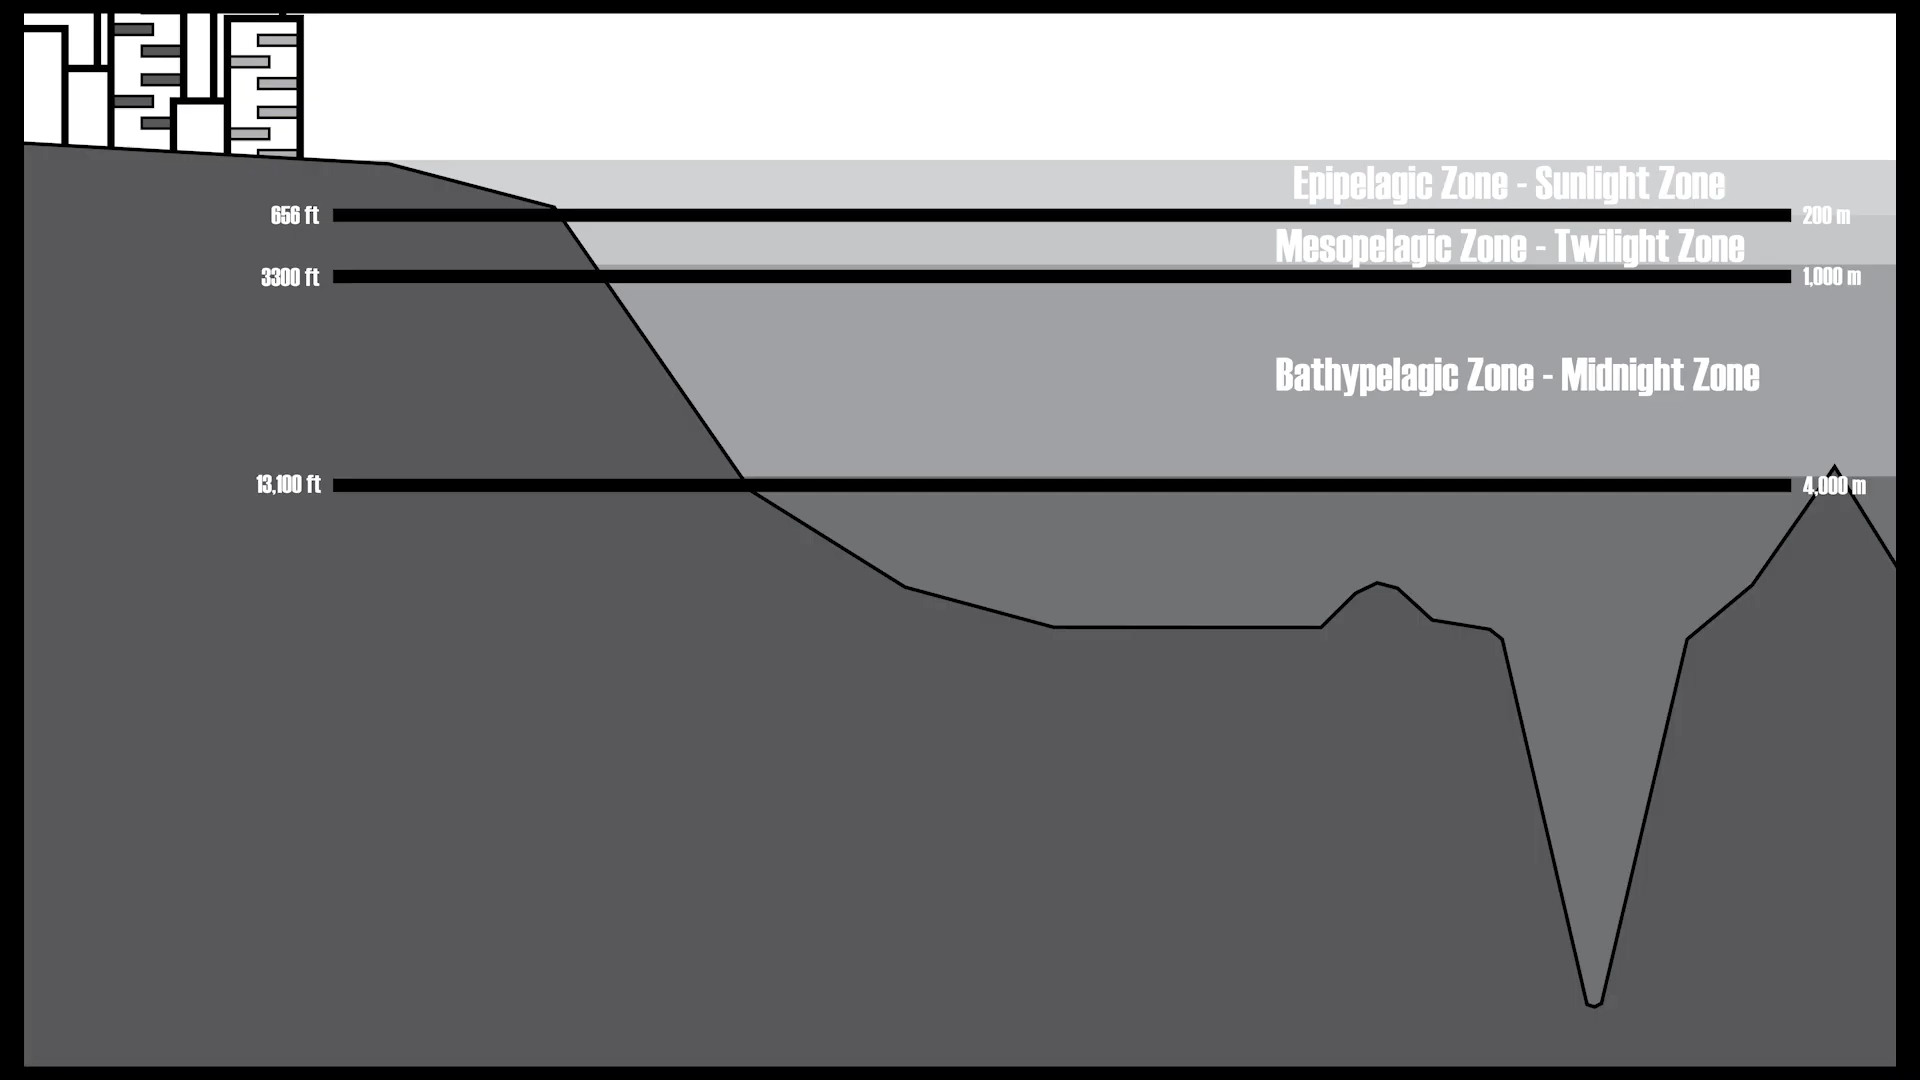 Epipelagic Zone - Sunlight Zone
656 ft 200 m
Mesopelagic Zone - Twilight Zone
3300 ft 1,000 m
Bathypelagic Zone - Midnight Zone
13,100 ft 4,000 m